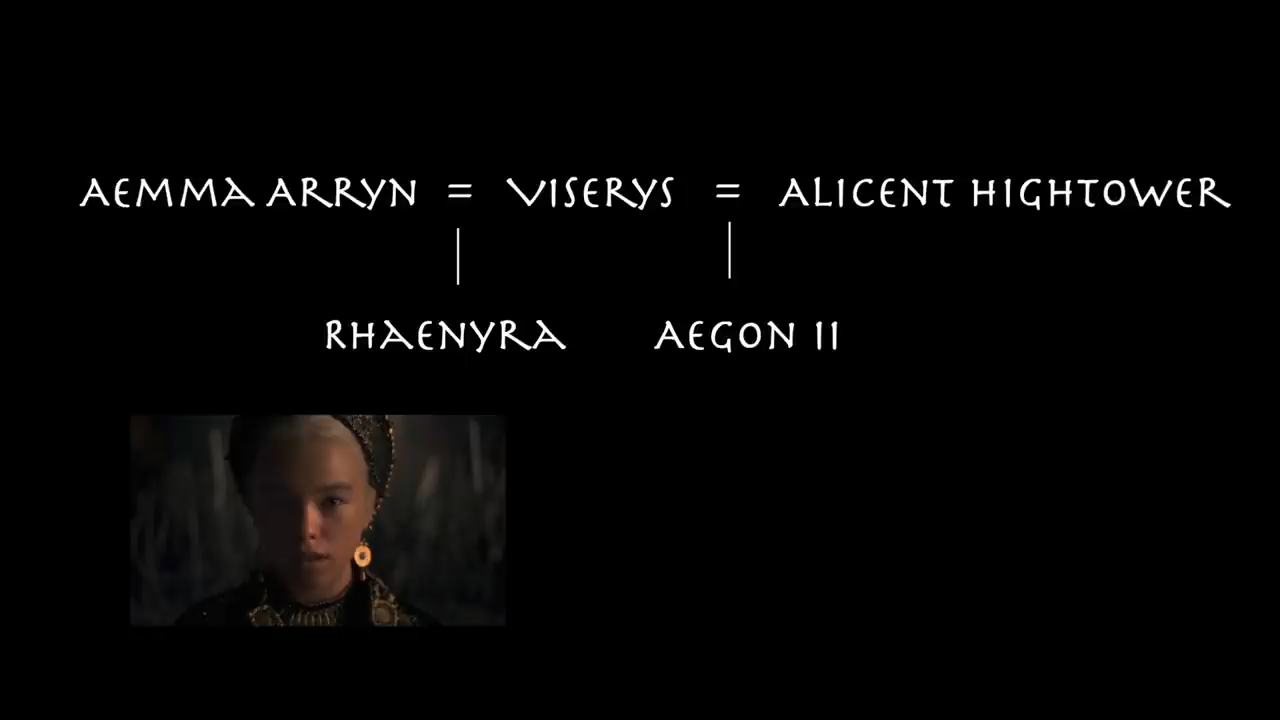 AEMMA ARRYN = VISERYS = ALICENT HIGHTOWER
RHAENYRA AEGON II